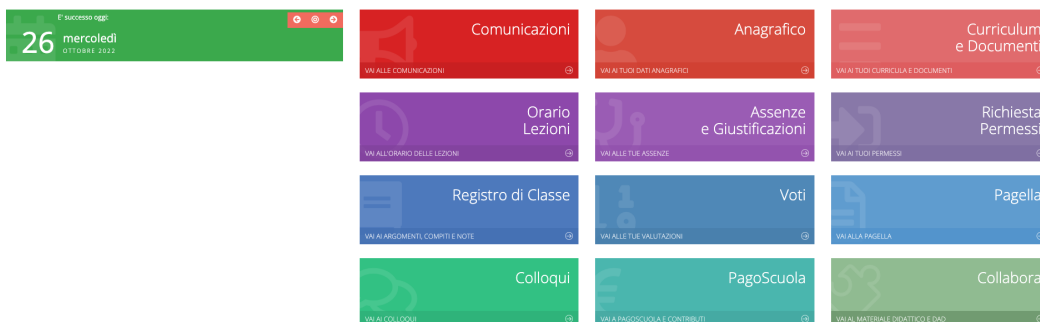 E' successo oggi:
26
mercoledì
OTTOBRE 2022
Comunicazioni
VAI ALLE COMUNICAZIONI
Anagrafico
VAI AI TUOI DATI ANAGRAFICI
Curriculum
e Documenti
VAI AI TUOI CURRICULA E DOCUMENTI
Orario
Lezioni
VAI ALL'ORARIO DELLE LEZIONI
Assenze
e Giustificazioni
VAI ALLE TUE ASSENZE
Richiesta
Permessi
VAI AI TUOI PERMESSI
Registro di Classe
VAI AI ARGOMENTI, COMPITI E NOTE
Voti
VAI ALLE TUE VALUTAZIONI
Pagella
VAI ALLA PAGELLA
Colloqui
VAI AI COLLOQUI
PagoScuola
VAI A PAGOSCUOLA E CONTRIBUTI
Collabora
VAI AL MATERIALE DIDATTICO E DAD